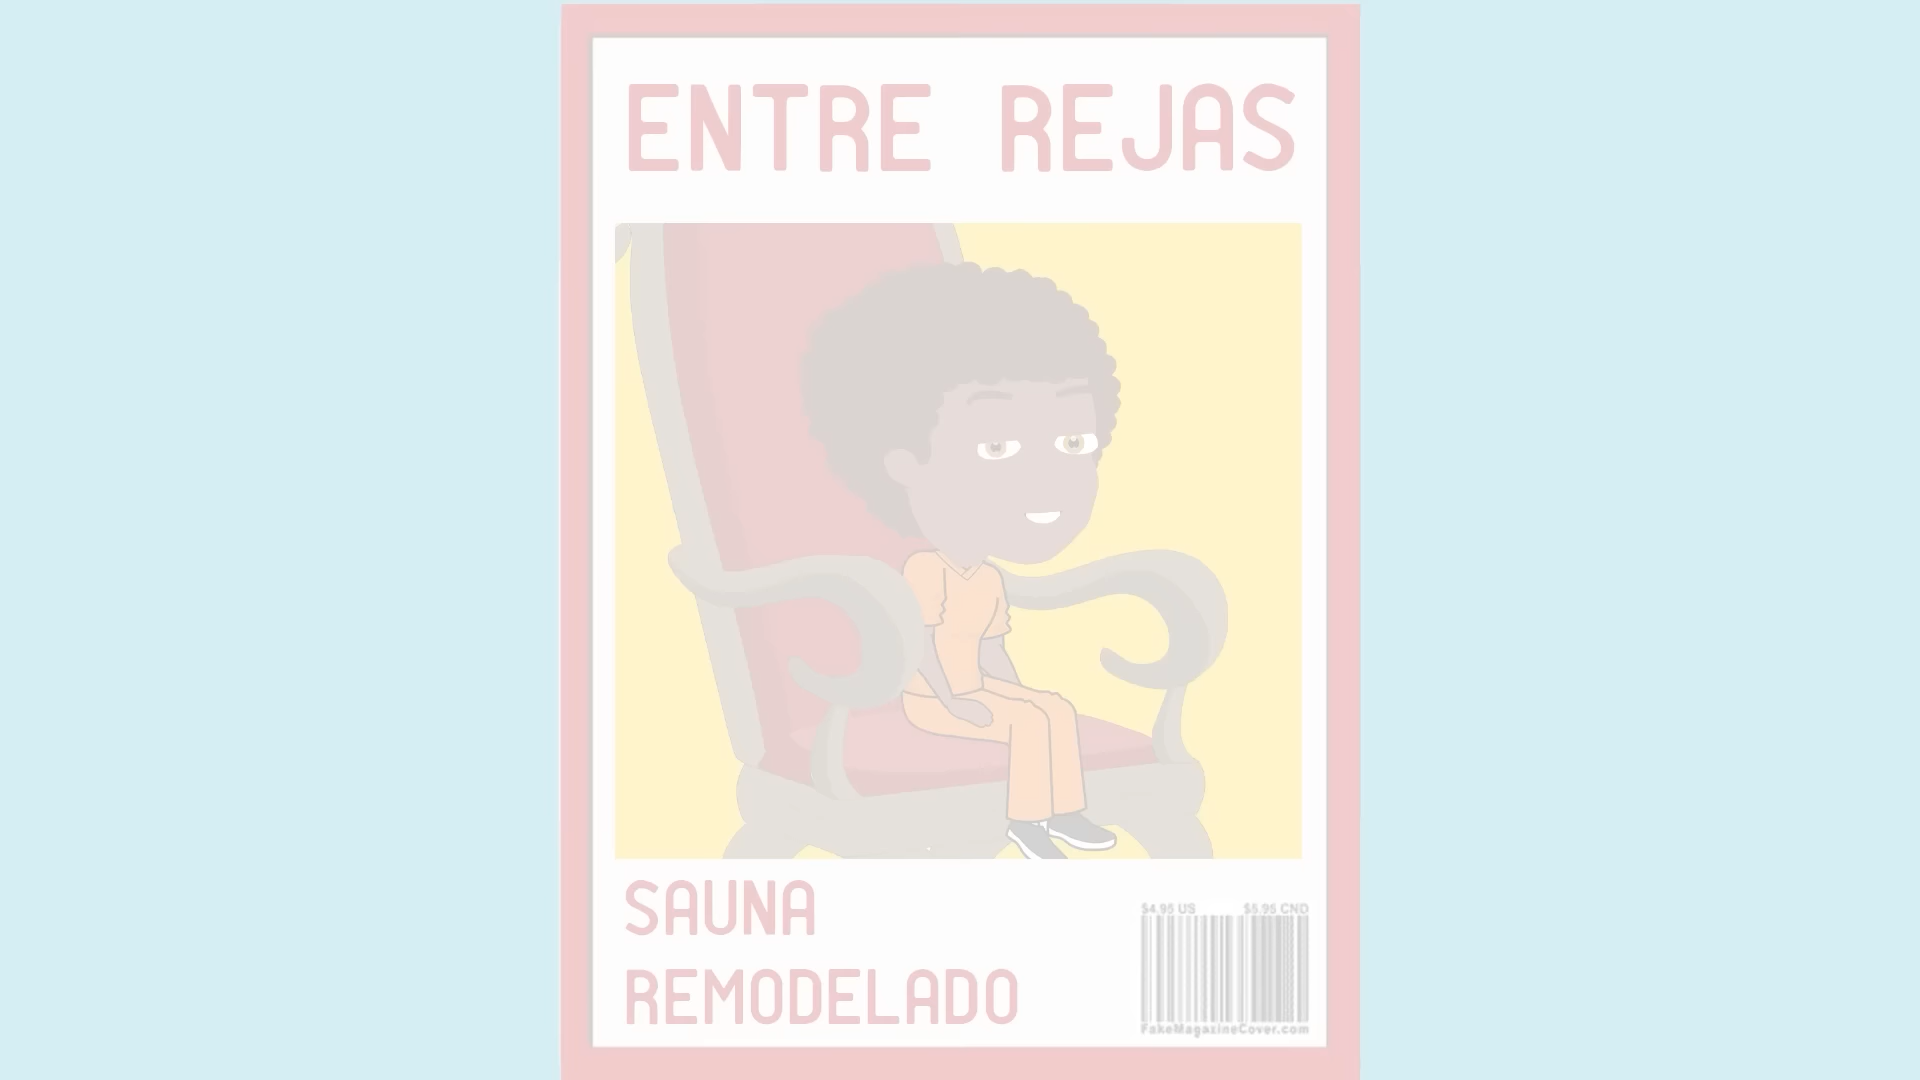 ENTRE REJAS
SAUNA
REMODELADO
$4.95 US $5.95 CND
FakeMagazineCover.com